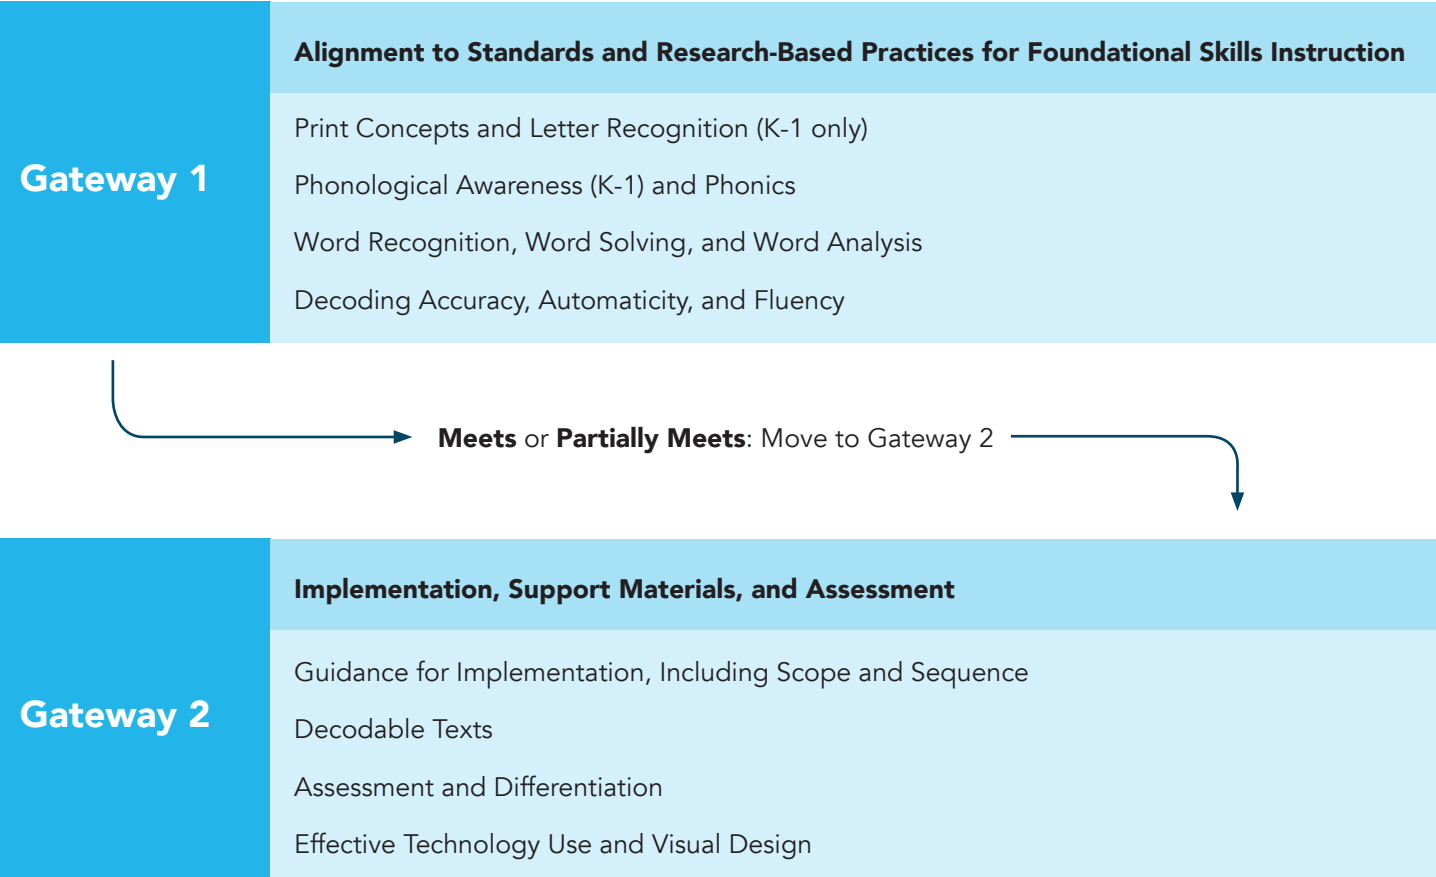 Gateway 1
Alignment to Standards and Research-Based Practices for Foundational Skills Instruction
Print Concepts and Letter Recognition (K-1 only)
Phonological Awareness (K-1) and Phonics
Word Recognition, Word Solving, and Word Analysis
Decoding Accuracy, Automaticity, and Fluency
Meets or Partially Meets: Move to Gateway 2
Gateway 2
Implementation, Support Materials, and Assessment
Guidance for Implementation, Including Scope and Sequence
Decodable Texts
Assessment and Differentiation
Effective Technology Use and Visual Design